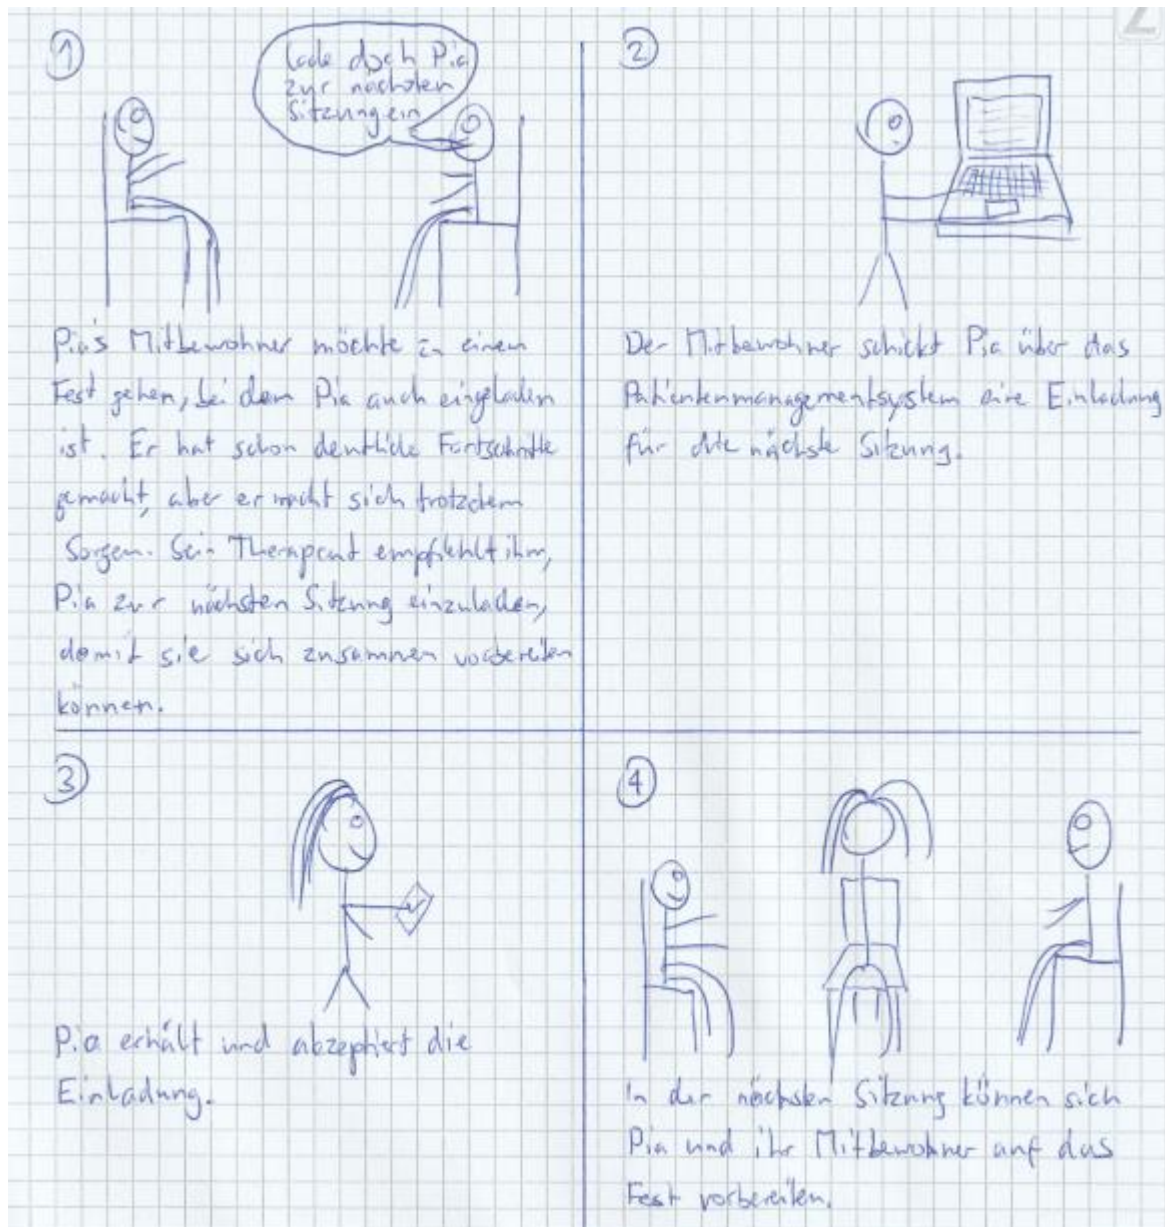 1
Lade doch Pia
zur nächsten
Sitzung ein
Pia's Mitbewohner möchte zu einem
Fest gehen, bei dem Pia auch eingeladen
ist. Er hat schon deutliche Fortschritte
gemacht, aber er macht sich trotzdem
Sorgen. Sein Therapeut empfiehlt ihm,
Pia zur nächsten Sitzung einzuladen,
damit sie sich zusammen vorbereiten
können.
2
Der Mitbewohner schickt Pia über das
Patientenmanagementsystem eine Einladung
für die nächste Sitzung.
3
Pia erhält und akzeptiert die
Einladung.
4
In der nächsten Sitzung können sich
Pia und ihr Mitbewohner auf das
Fest vorbereiten.